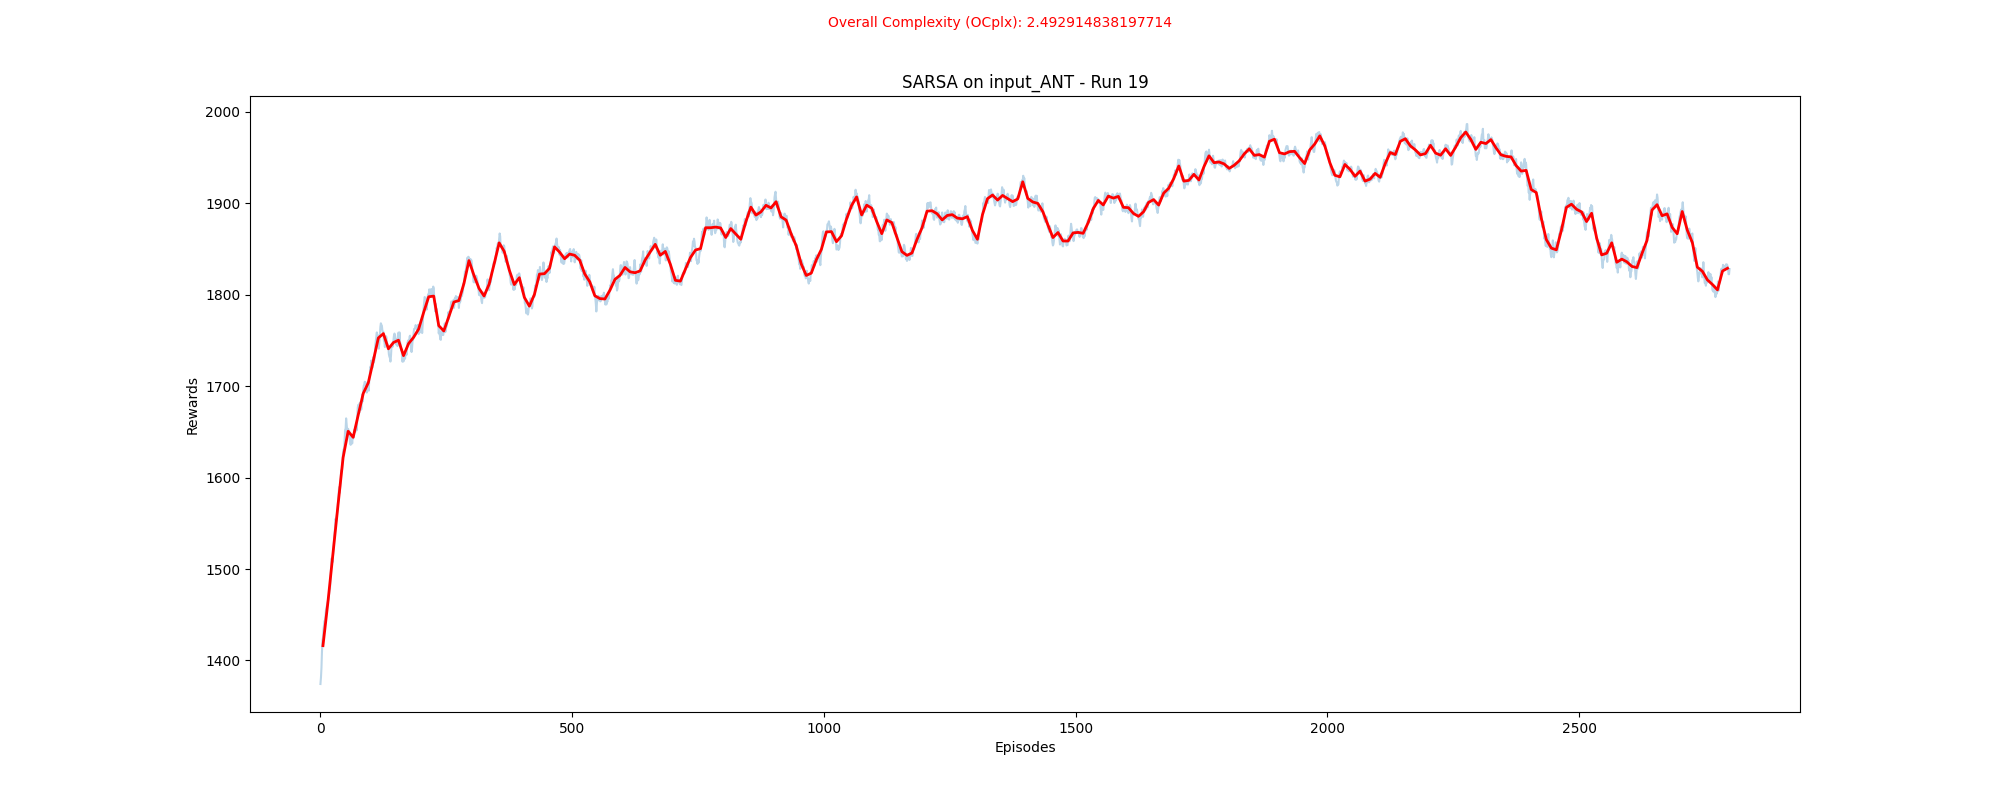 Overall Complexity (OCplx): 2.492914838197714
SARSA on input_ANT - Run 19
2000
1900
1800
1700
1600
1500
1400
Rewards
0 500 1000 1500 2000 2500
Episodes